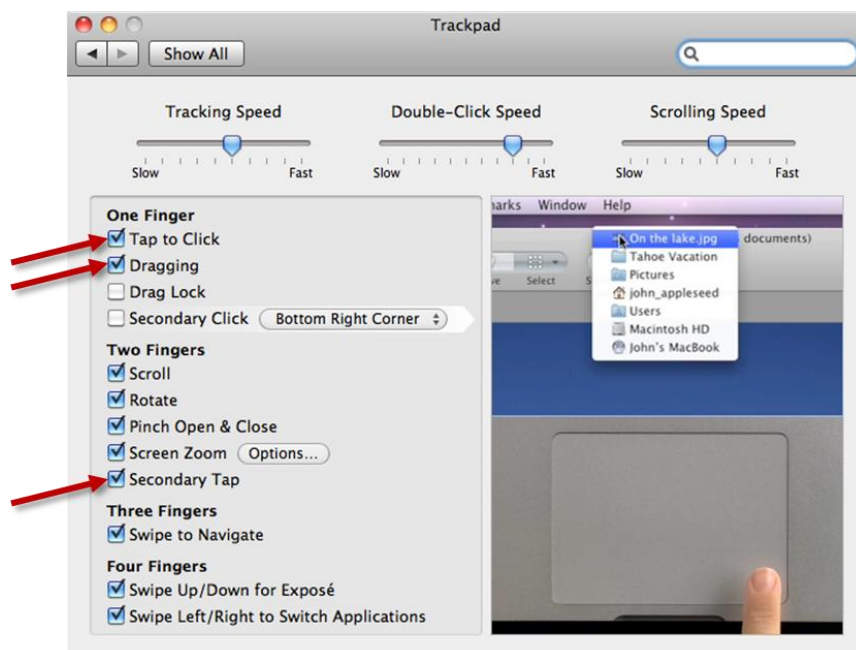 Trackpad
Show All
Tracking Speed Double-Click Speed Scrolling Speed
Slow Fast Slow Fast Slow Fast
One Finger
Tap to Click
Dragging
Drag Lock
Secondary Click Bottom Right Corner
Two Fingers
Scroll
Rotate
Pinch Open & Close
Screen Zoom Options...
Secondary Tap
Three Fingers
Swipe to Navigate
Four Fingers
Swipe Up/Down for Exposé
Swipe Left/Right to Switch Applications
arks Window Help
On the lake.jpg documents)
Tahoe Vacation
Pictures
Select
john_appleseed
Users
Macintosh HD
John's MacBook